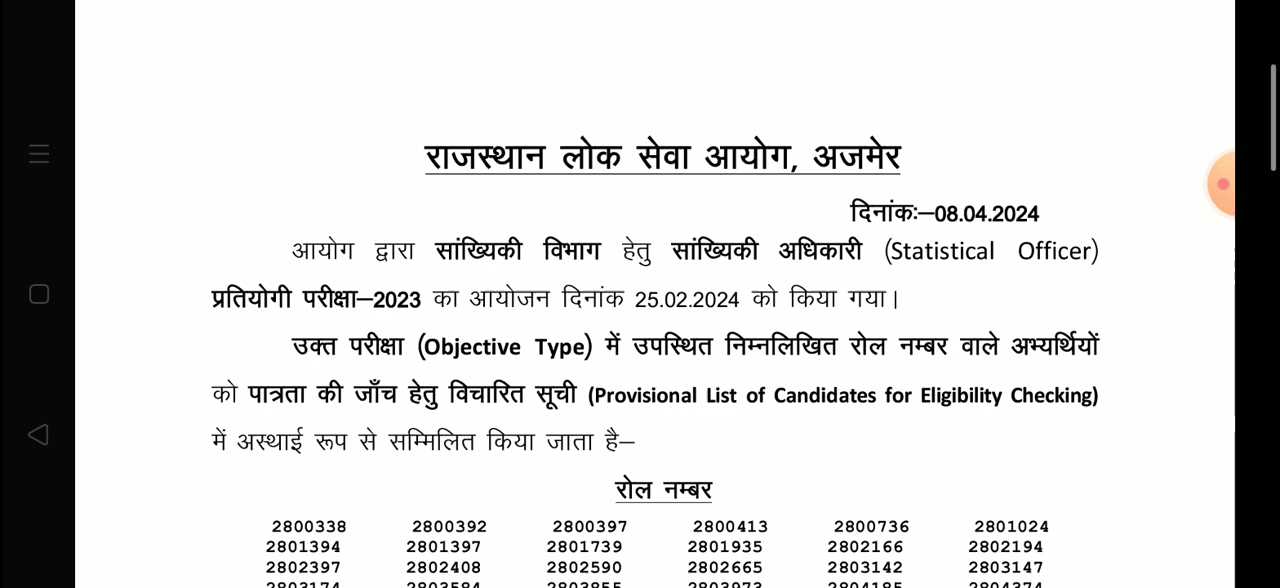 राजस्थान लोक सेवा आयोग, अजमेर
दिनांकः–08.04.2024
आयोग द्वारा सांख्यिकी विभाग हेतु सांख्यिकी अधिकारी (Statistical Officer)
प्रतियोगी परीक्षा–2023 का आयोजन दिनांक 25.02.2024 को किया गया।
उक्त परीक्षा (Objective Type) में उपस्थित निम्नलिखित रोल नम्बर वाले अभ्यर्थियों
को पात्रता की जाँच हेतु विचारित सूची (Provisional List of Candidates for Eligibility Checking)
में अस्थाई रूप से सम्मिलित किया जाता है–
रोल नम्बर
2800338 2800392 2800397 2800413 2800736 2801024
2801394 2801397 2801739 2801935 2802166 2802194
2802397 2802408 2802590 2802665 2803142 2803147